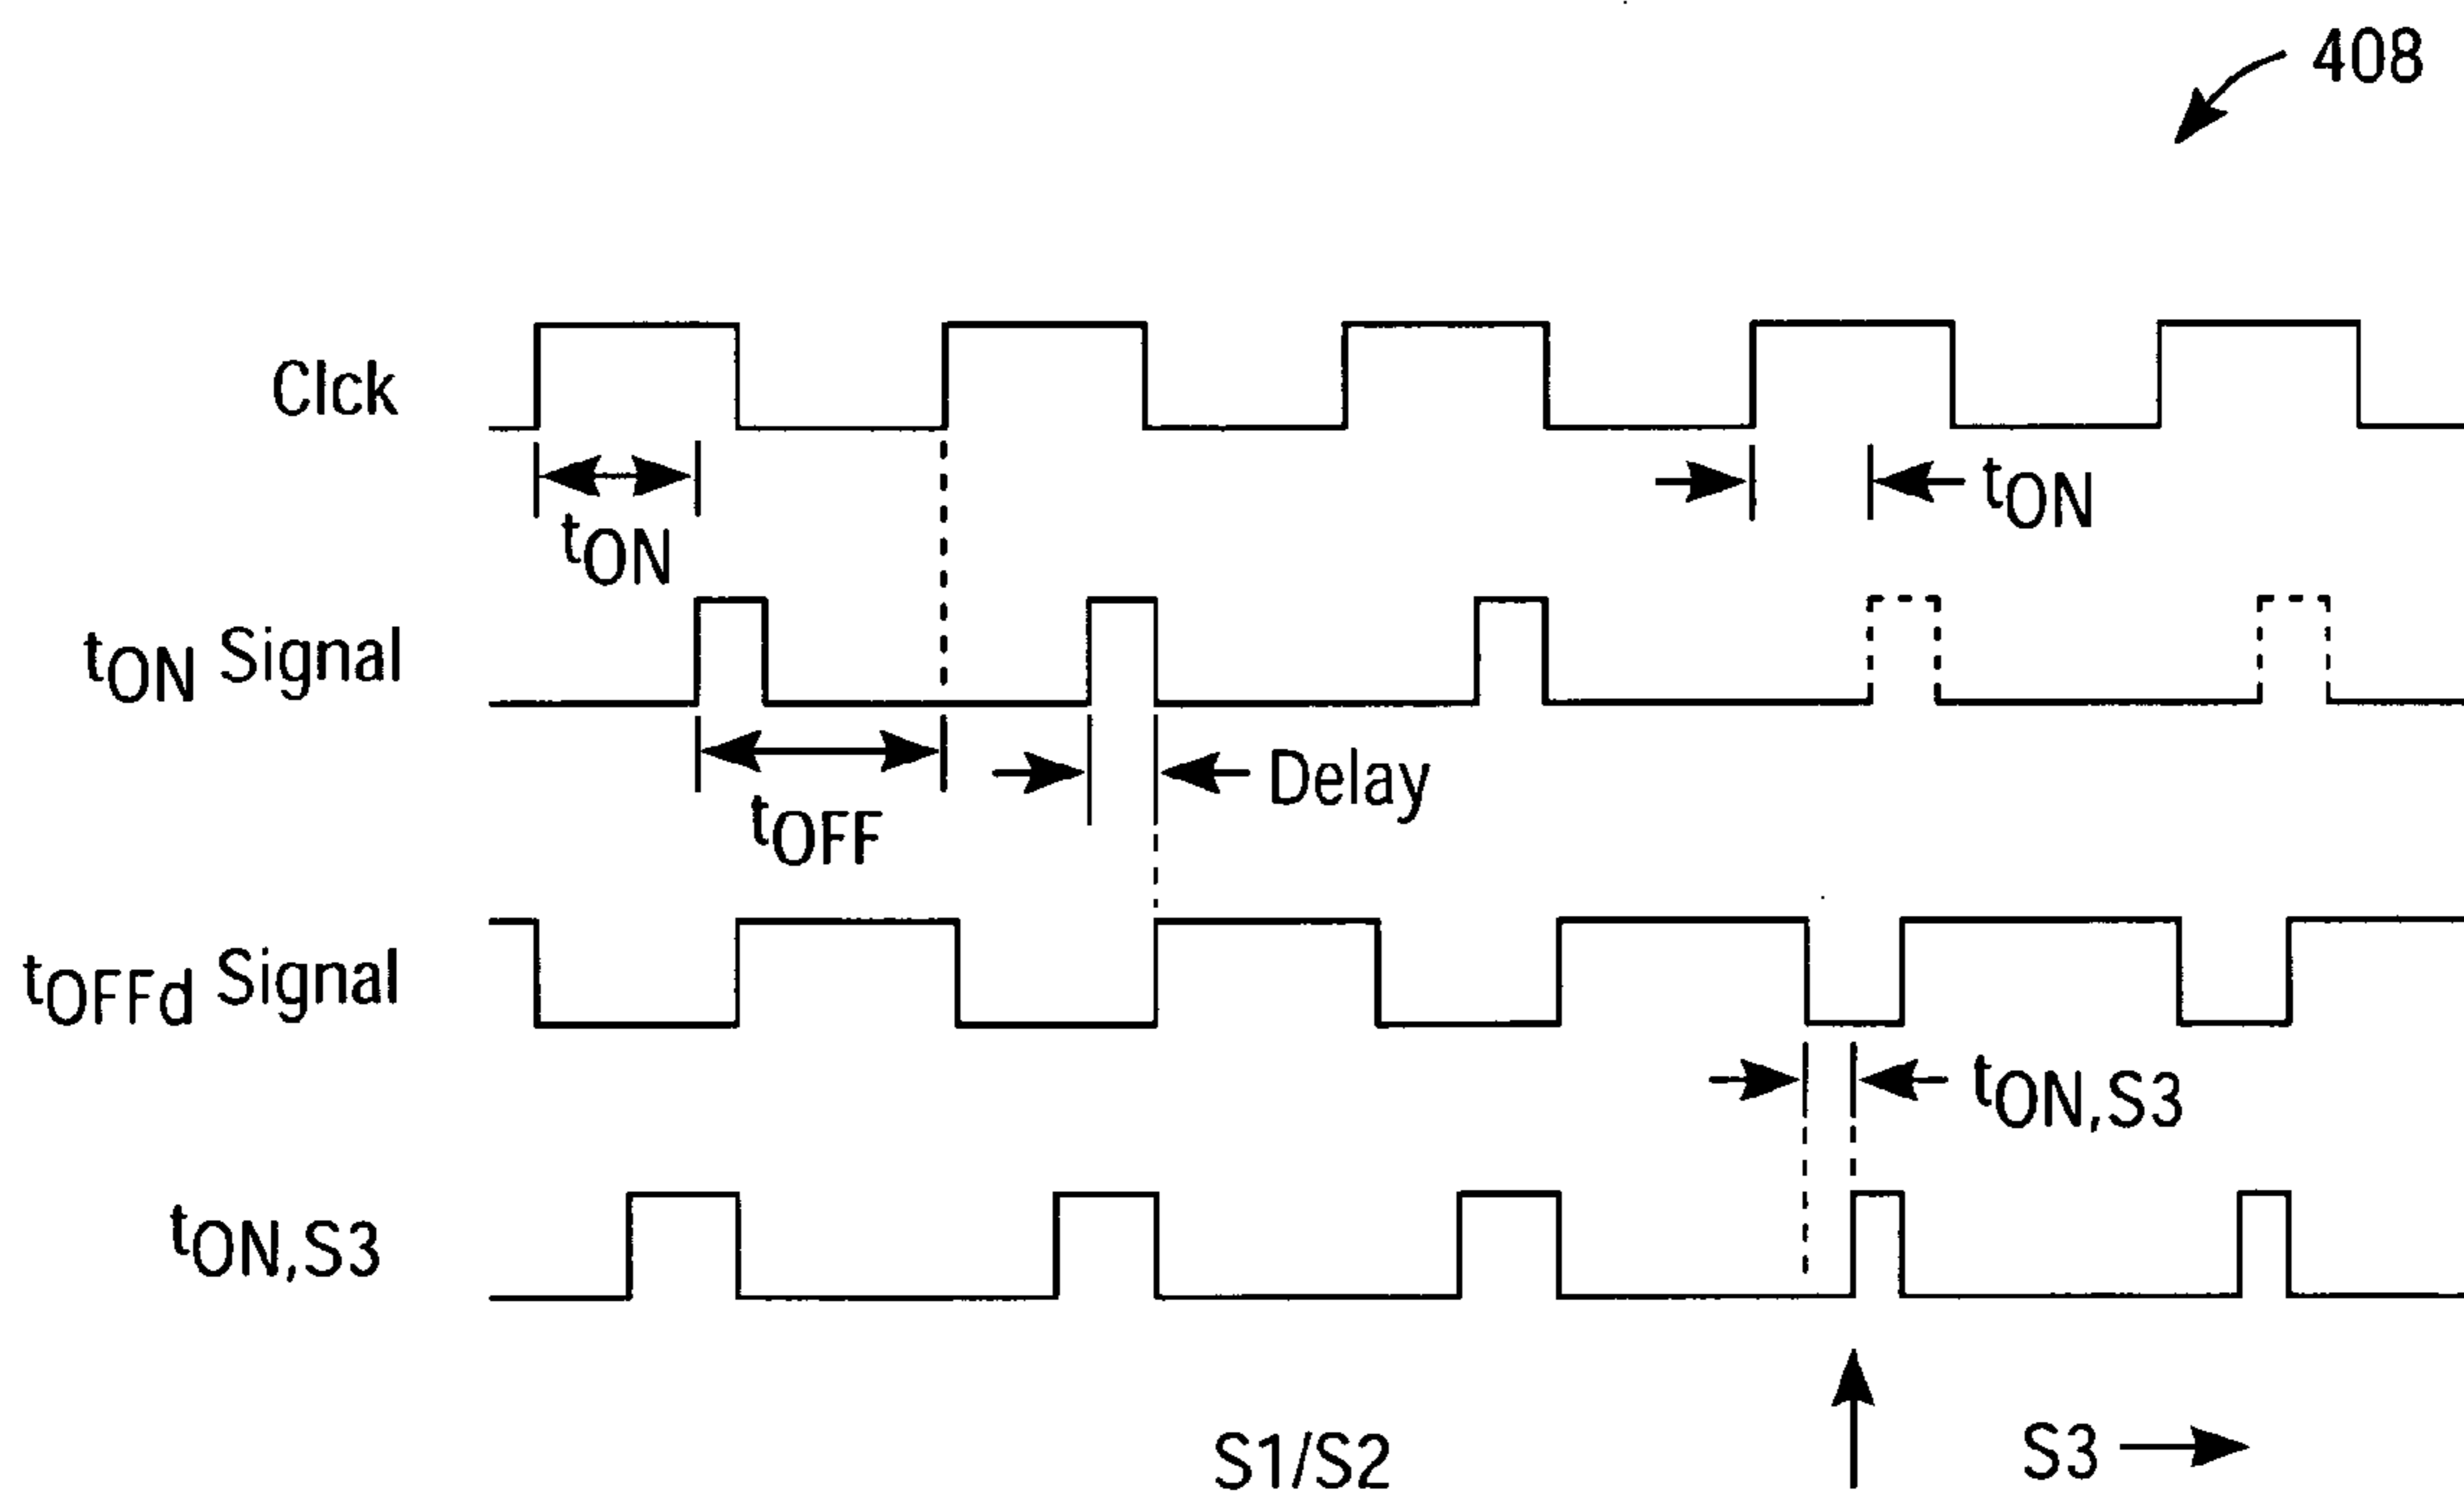 408
Clck
tON
tON
tON Signal
tOFF
Delay
tOFFd Signal
tON,S3
tON,S3
S1/S2
S3